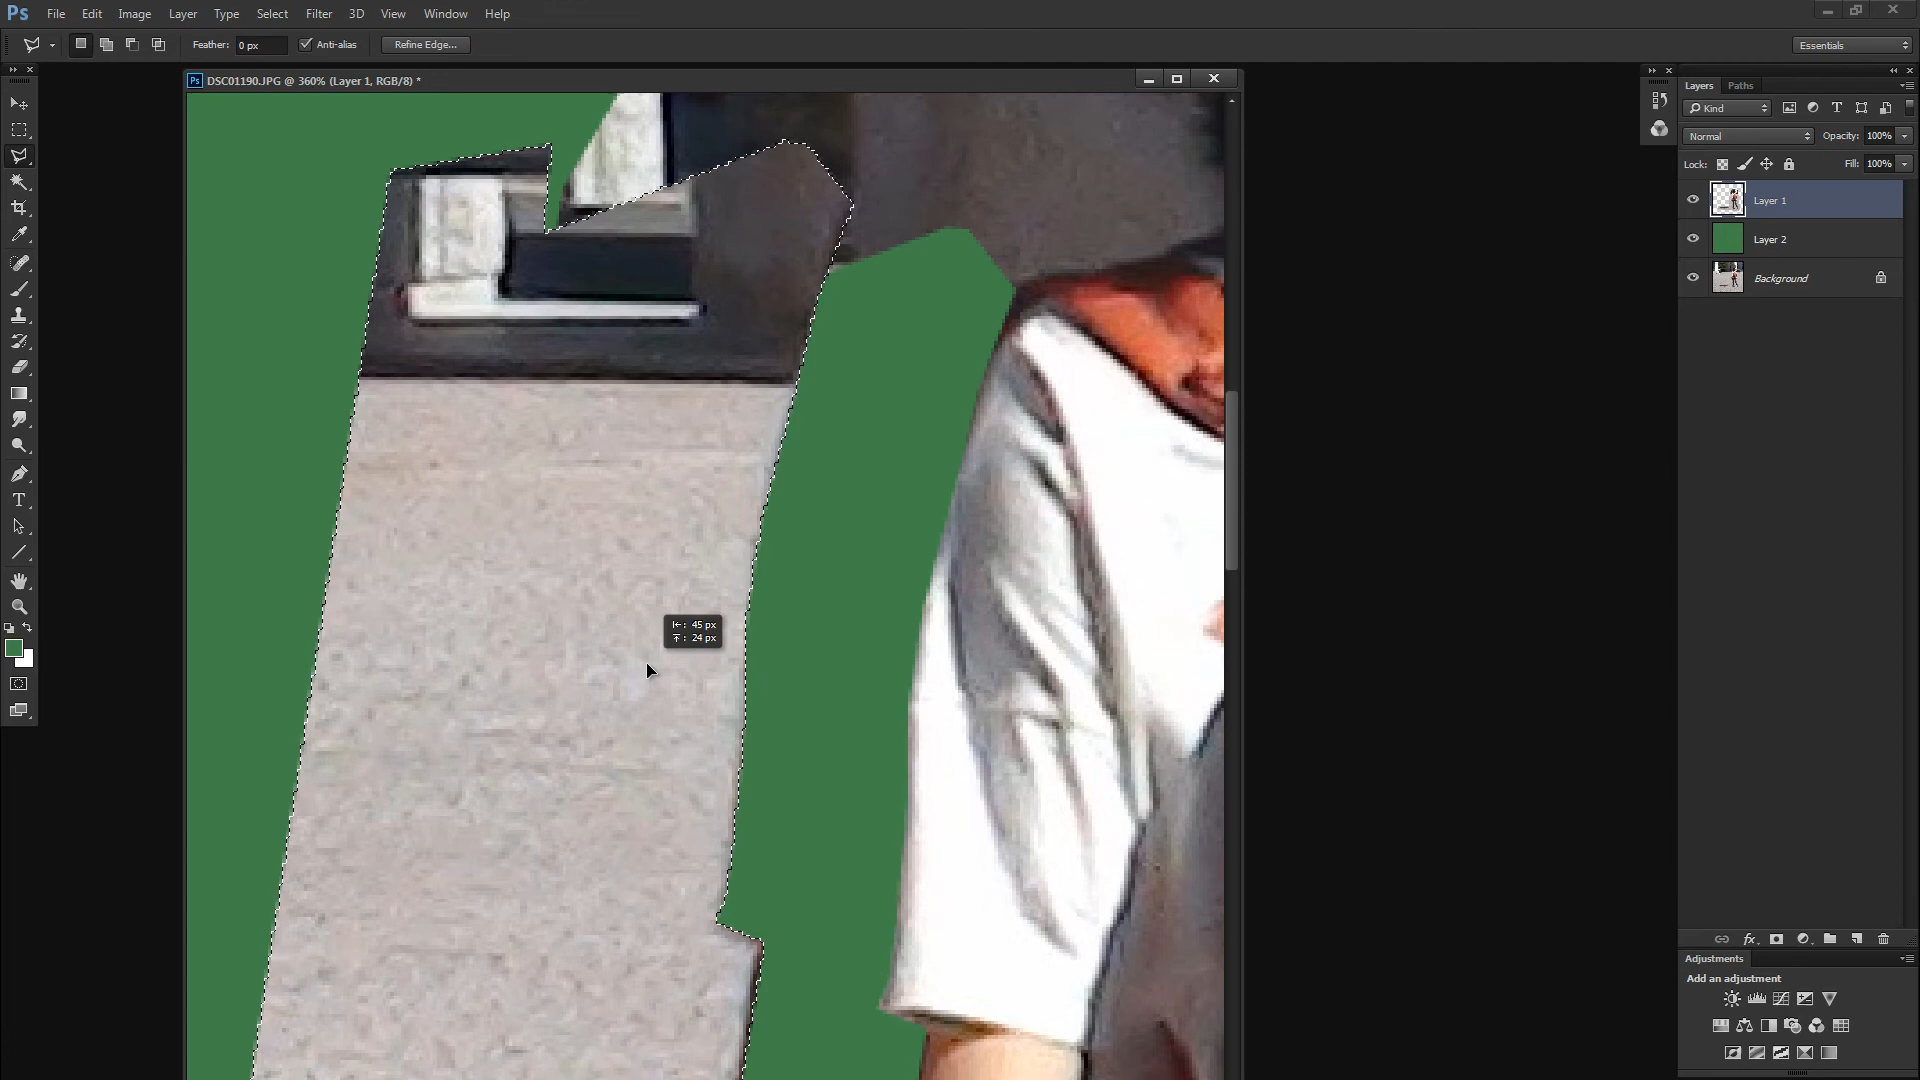 Ps File Edit Image Layer Type Select Filter 3D View Window Help
Feather: 0 px Anti-alias Refine Edge... Essentials
Ps DSC01190.JPG @ 360% (Layer 1, RGB/8) *
Layers Paths
Kind
Normal Opacity: 100%
Lock: Fill: 100%
Layer 1
Layer 2
Background
: 45 px
: 24 px
fx
Adjustments
Add an adjustment